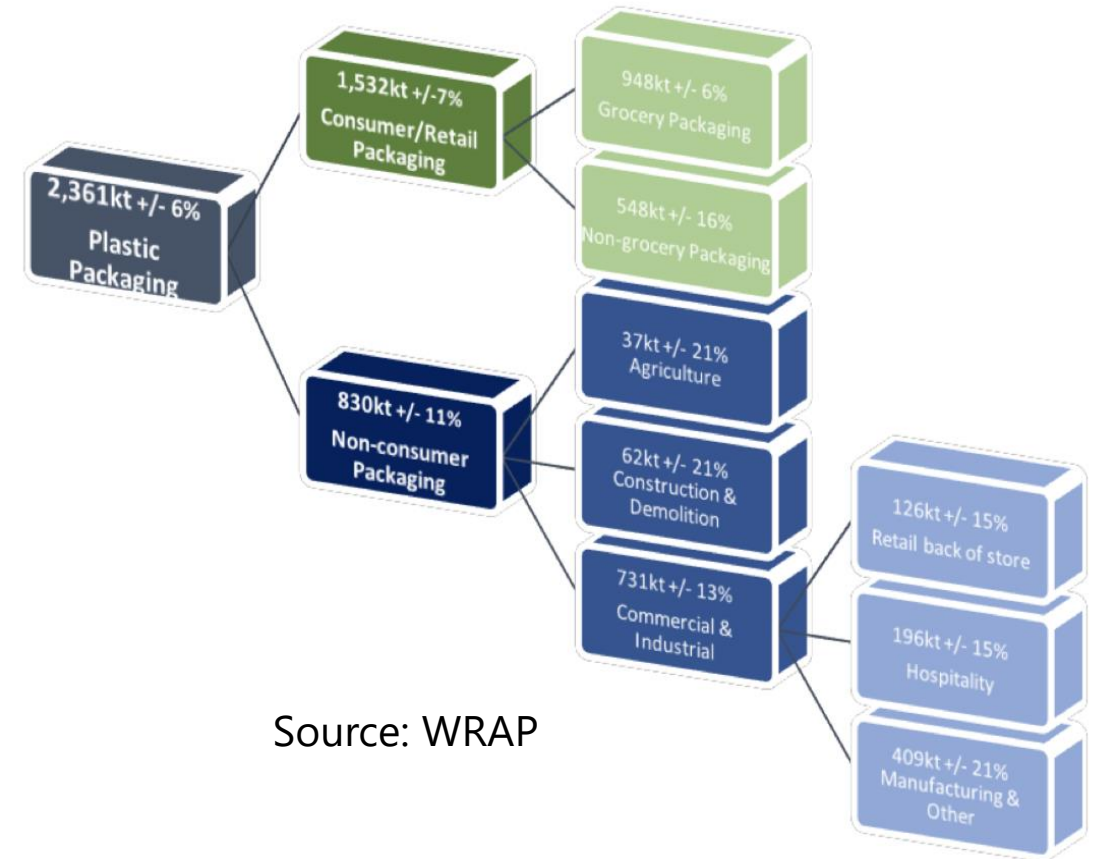 2,361kt +/- 6%
Plastic
Packaging
1,532kt +/-7%
Consumer/Retail
Packaging
948kt +/- 6%
Grocery Packaging
548kt +/- 16%
Non-grocery Packaging
830kt +/- 11%
Non-consumer
Packaging
37kt +/- 21%
Agriculture
62kt +/- 21%
Construction &
Demolition
731kt +/- 13%
Commercial &
Industrial
126kt +/- 15%
Retail back of store
196kt +/- 15%
Hospitality
409kt +/- 21%
Manufacturing &
Other
Source: WRAP